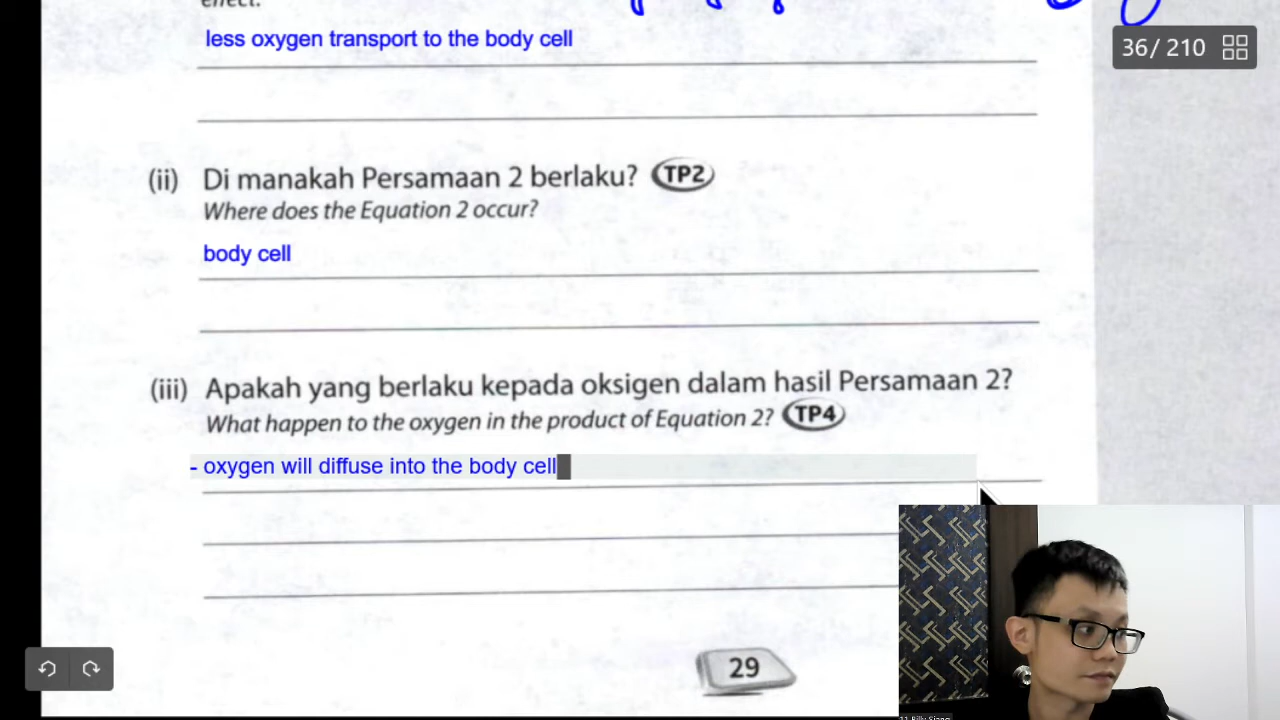 effect.
36/ 210
less oxygen transport to the body cell
(ii) Di manakah Persamaan 2 berlaku? TP2
Where does the Equation 2 occur?
body cell
(iii) Apakah yang berlaku kepada oksigen dalam hasil Persamaan 2?
What happen to the oxygen in the product of Equation 2? TP4
- oxygen will diffuse into the body cell
29